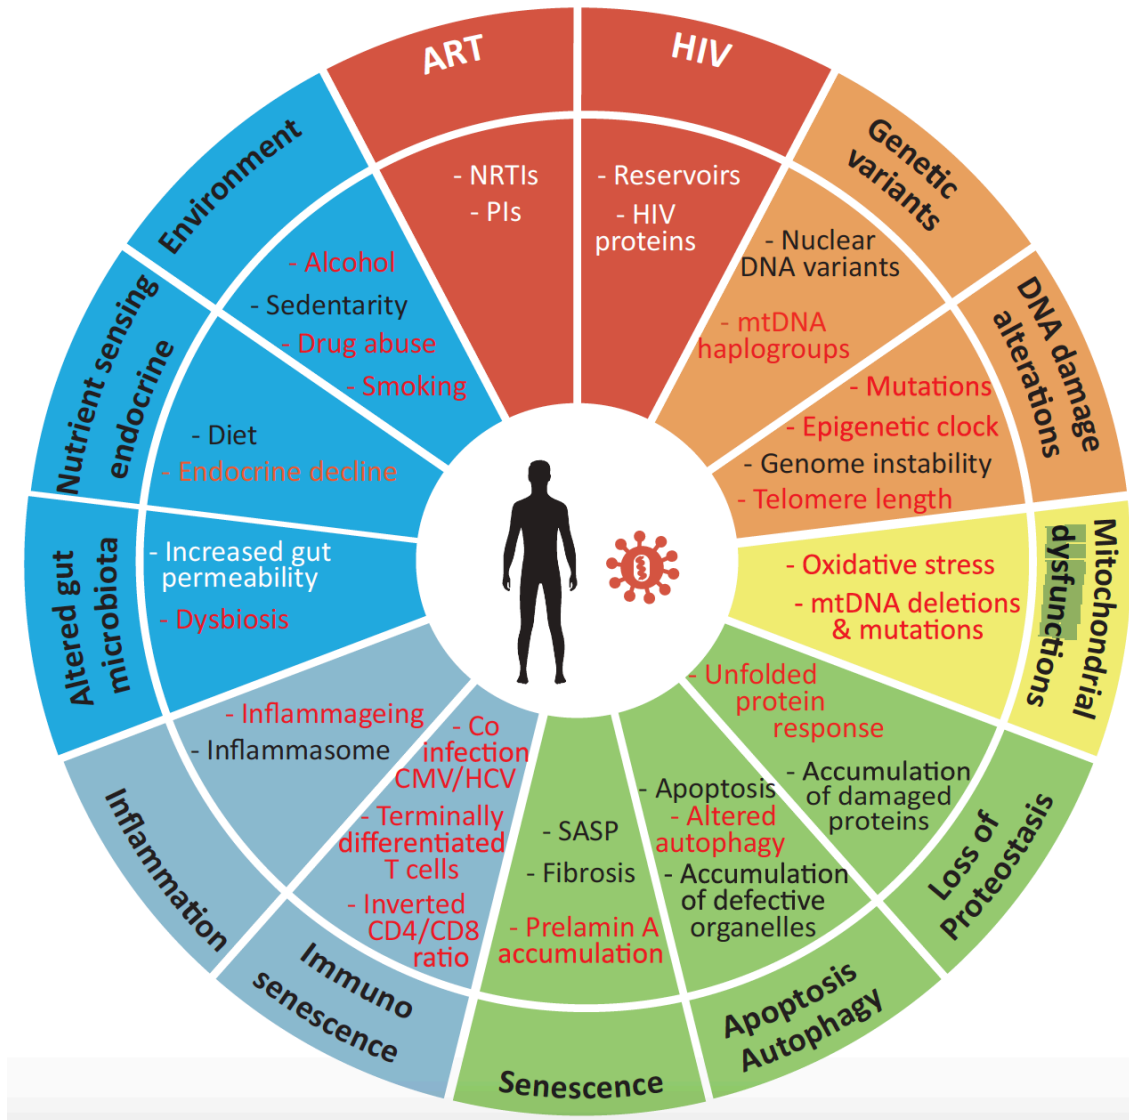 ART
- NRTIs
- PIs
HIV
- Reservoirs
- HIV
proteins
Genetic
variants
- Nuclear
DNA variants
- mtDNA
haplogroups
DNA damage
alterations
- Mutations
- Epigenetic clock
- Genome instability
- Telomere length
Mitochondrial
dysfunctions
- Oxidative stress
- mtDNA deletions
& mutations
Loss of
Proteostasis
- Unfolded
protein
response
- Accumulation
of damaged
proteins
Apoptosis
Autophagy
- Apoptosis
- Altered
autophagy
- Accumulation
of defective
organelles
Senescence
- SASP
- Fibrosis
- Prelamin A
accumulation
Immuno
senescence
- Co
infection
CMV/HCV
- Terminally
differentiated
T cells
- Inverted
CD4/CD8
ratio
Inflammation
- Inflammageing
- Inflammasome
Altered gut
microbiota
- Increased gut
permeability
- Dysbiosis
Nutrient sensing
endocrine
- Diet
- Endocrine decline
Environment
- Alcohol
- Sedentarity
- Drug abuse
- Smoking